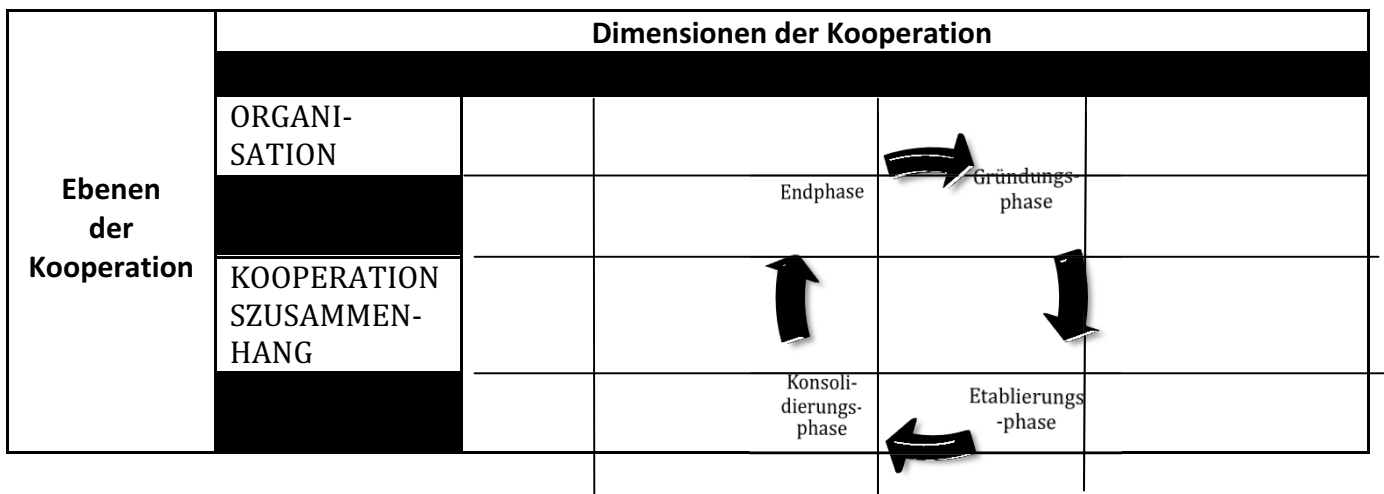 Dimensionen der Kooperation
Ebenen
der
Kooperation
ORGANI-
SATION
KOOPERATION
SZUSAMMEN-
HANG
Endphase
Gründungs-
phase
Konsoli-
dierungs-
phase
Etablierungs
-phase